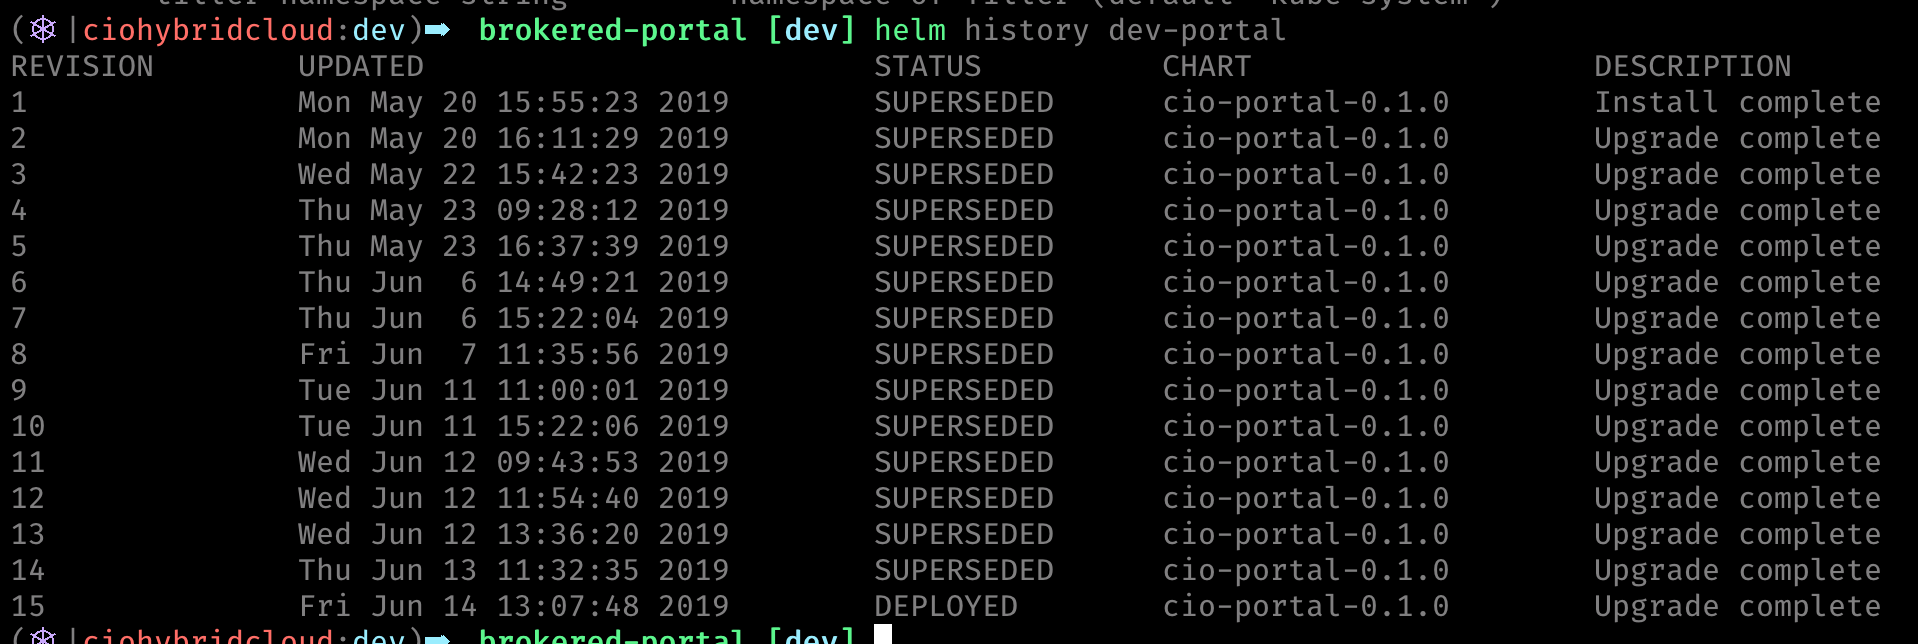 tiller namespace string        namespace of Tiller (default "kube-system")
(⎈ |ciohybridcloud:dev)➡  brokered-portal [dev] helm history dev-portal
REVISION        UPDATED                         STATUS          CHART                   DESCRIPTION
1               Mon May 20 15:55:23 2019        SUPERSEDED      cio-portal-0.1.0        Install complete
2               Mon May 20 16:11:29 2019        SUPERSEDED      cio-portal-0.1.0        Upgrade complete
3               Wed May 22 15:42:23 2019        SUPERSEDED      cio-portal-0.1.0        Upgrade complete
4               Thu May 23 09:28:12 2019        SUPERSEDED      cio-portal-0.1.0        Upgrade complete
5               Thu May 23 16:37:39 2019        SUPERSEDED      cio-portal-0.1.0        Upgrade complete
6               Thu Jun  6 14:49:21 2019        SUPERSEDED      cio-portal-0.1.0        Upgrade complete
7               Thu Jun  6 15:22:04 2019        SUPERSEDED      cio-portal-0.1.0        Upgrade complete
8               Fri Jun  7 11:35:56 2019        SUPERSEDED      cio-portal-0.1.0        Upgrade complete
9               Tue Jun 11 11:00:01 2019        SUPERSEDED      cio-portal-0.1.0        Upgrade complete
10              Tue Jun 11 15:22:06 2019        SUPERSEDED      cio-portal-0.1.0        Upgrade complete
11              Wed Jun 12 09:43:53 2019        SUPERSEDED      cio-portal-0.1.0        Upgrade complete
12              Wed Jun 12 11:54:40 2019        SUPERSEDED      cio-portal-0.1.0        Upgrade complete
13              Wed Jun 12 13:36:20 2019        SUPERSEDED      cio-portal-0.1.0        Upgrade complete
14              Thu Jun 13 11:32:35 2019        SUPERSEDED      cio-portal-0.1.0        Upgrade complete
15              Fri Jun 14 13:07:48 2019        DEPLOYED        cio-portal-0.1.0        Upgrade complete
(⎈ |ciohybridcloud:dev)➡  brokered-portal [dev]